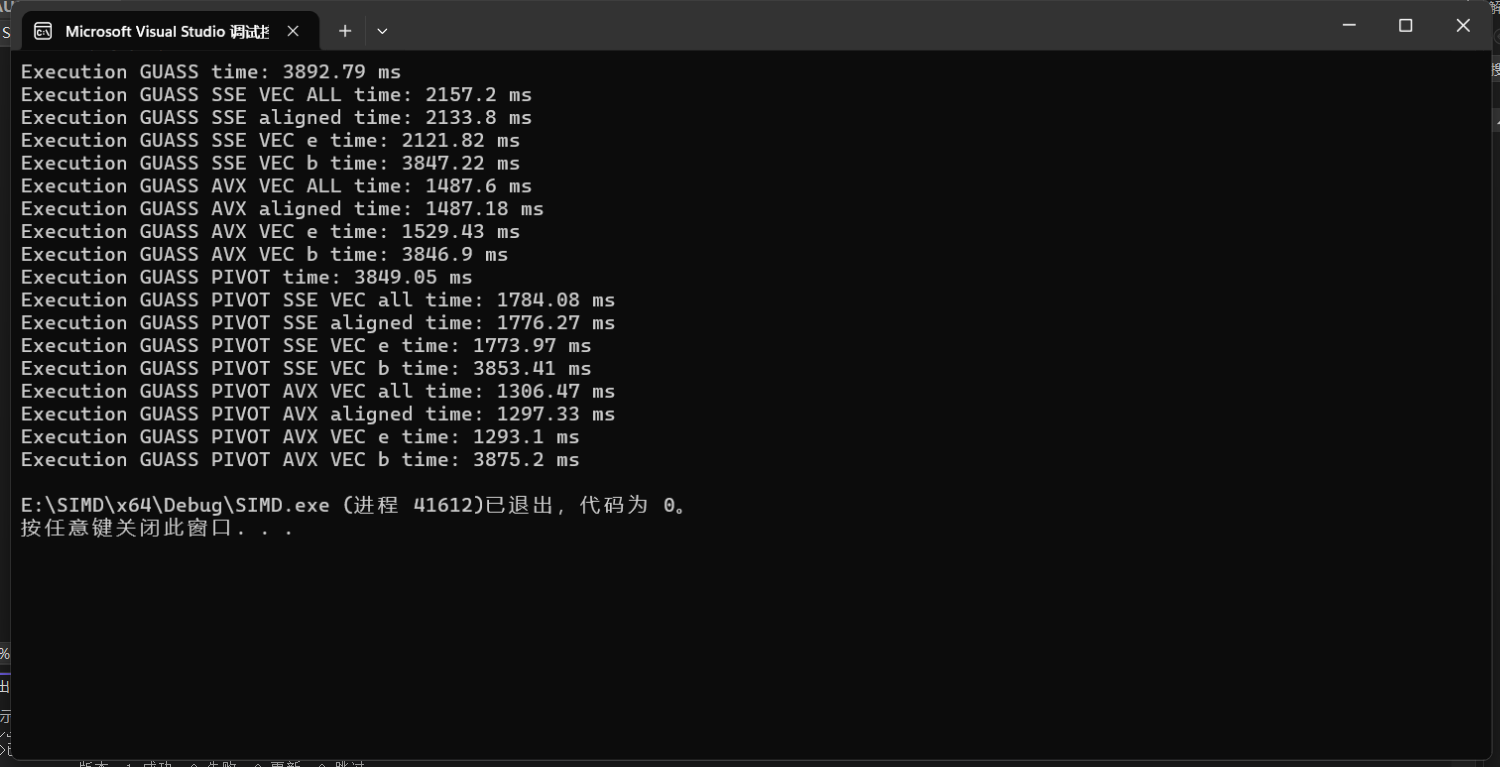 Microsoft Visual Studio 调试控
Execution GUASS time: 3892.79 ms
Execution GUASS SSE VEC ALL time: 2157.2 ms
Execution GUASS SSE aligned time: 2133.8 ms
Execution GUASS SSE VEC e time: 2121.82 ms
Execution GUASS SSE VEC b time: 3847.22 ms
Execution GUASS AVX VEC ALL time: 1487.6 ms
Execution GUASS AVX aligned time: 1487.18 ms
Execution GUASS AVX VEC e time: 1529.43 ms
Execution GUASS AVX VEC b time: 3846.9 ms
Execution GUASS PIVOT time: 3849.05 ms
Execution GUASS PIVOT SSE VEC all time: 1784.08 ms
Execution GUASS PIVOT SSE aligned time: 1776.27 ms
Execution GUASS PIVOT SSE VEC e time: 1773.97 ms
Execution GUASS PIVOT SSE VEC b time: 3853.41 ms
Execution GUASS PIVOT AVX VEC all time: 1306.47 ms
Execution GUASS PIVOT AVX aligned time: 1297.33 ms
Execution GUASS PIVOT AVX VEC e time: 1293.1 ms
Execution GUASS PIVOT AVX VEC b time: 3875.2 ms
E:\SIMD\x64\Debug\SIMD.exe (进程 41612)已退出，代码为 0。
按任意键关闭此窗口. . .